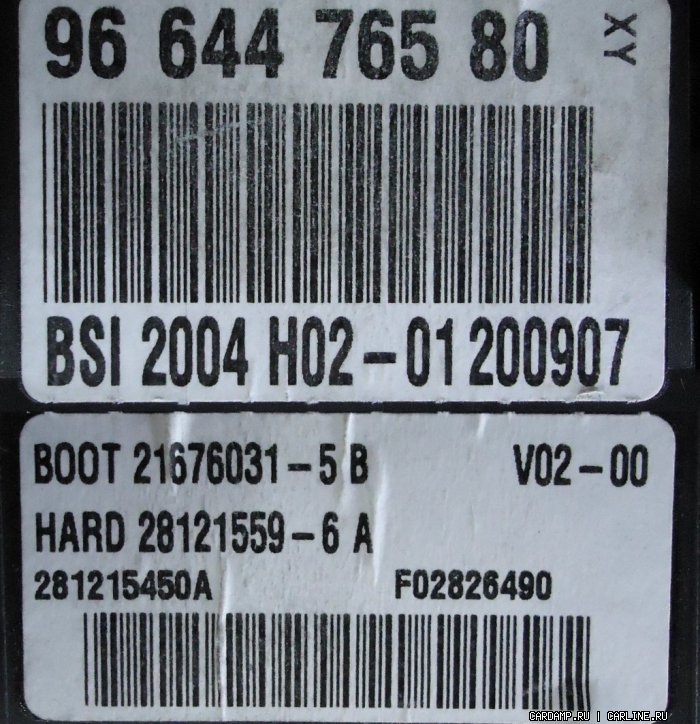 96 644 765 80 XY
BSI 2004 H02-01 200907
BOOT 21676031-5 B V02-00
HARD 28121559-6 A
281215450A F02826490
GARDAMP.RU | CARLINE.RU